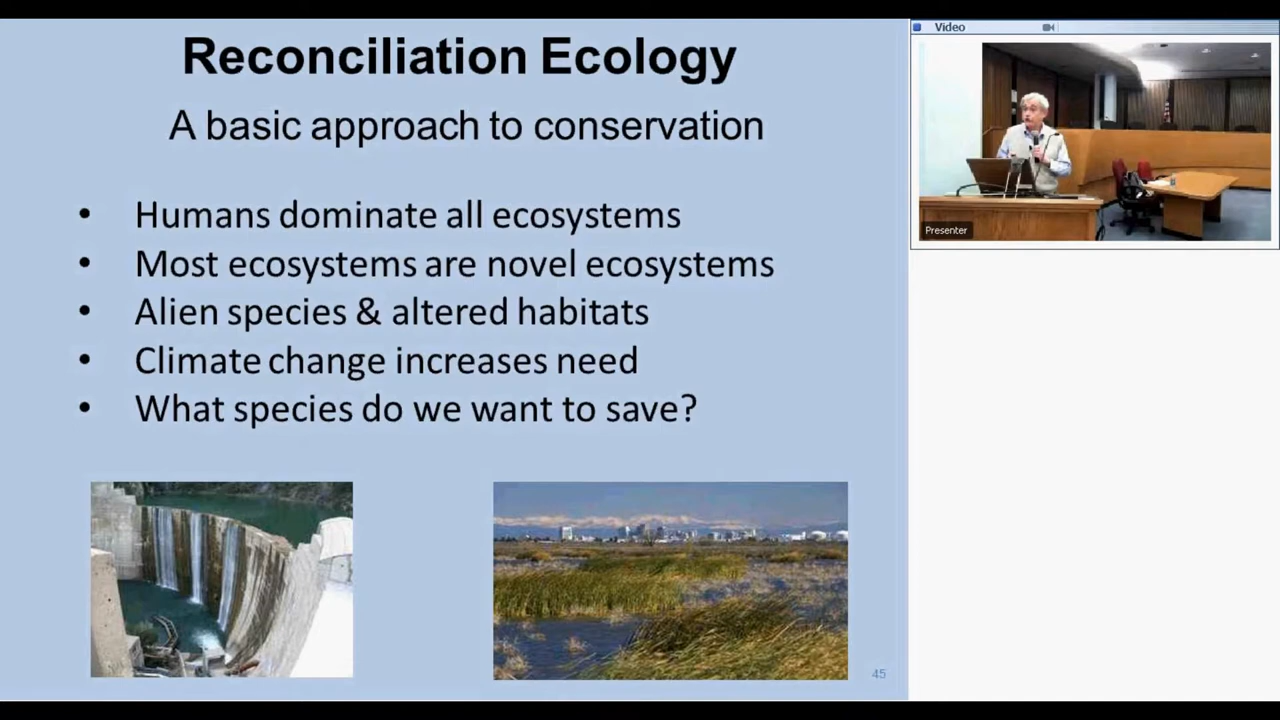 Reconciliation Ecology
A basic approach to conservation
• Humans dominate all ecosystems
• Most ecosystems are novel ecosystems
• Alien species & altered habitats
• Climate change increases need
• What species do we want to save?
45
Video
Presenter